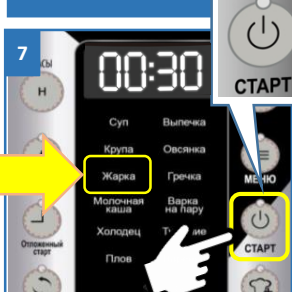 7
СТАРТ
00:30
Н
Суп Выпечка
Крупа Овсянка
Жарка Гречка
МЕНЮ
Молочная каша Варка на пару
Холодец
Отложенный старт
СТАРТ
Плов